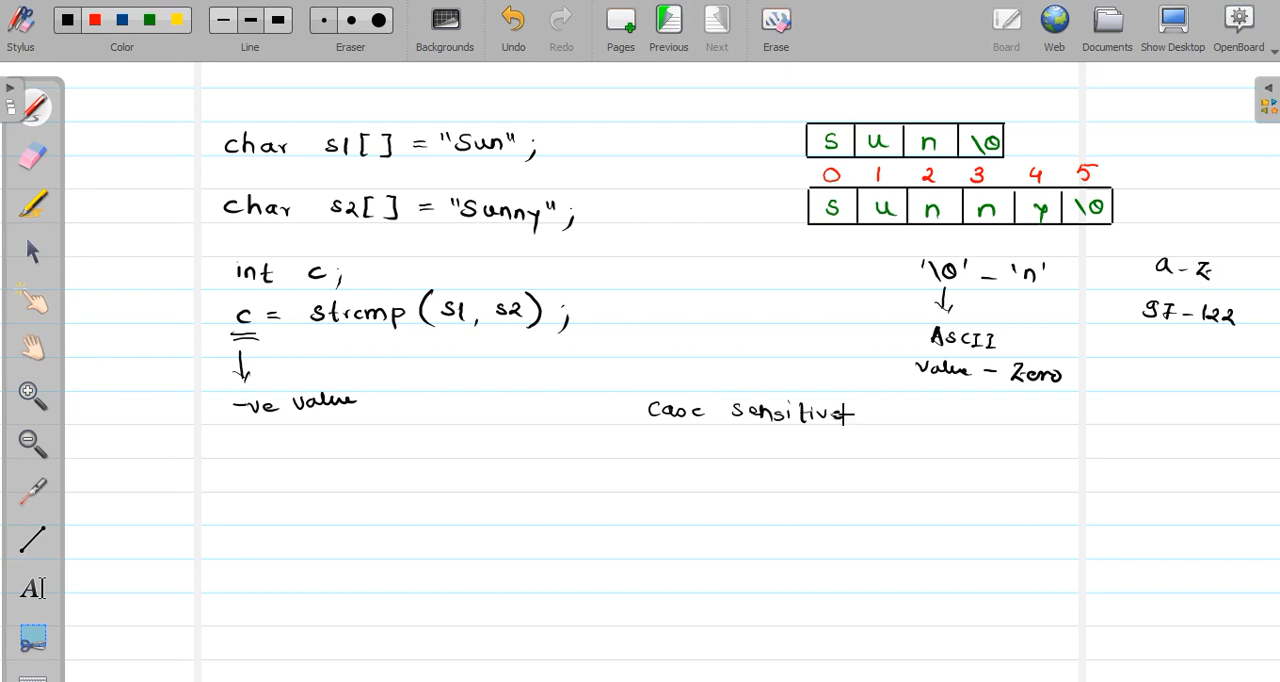 Stylus Color Line Eraser Backgrounds Undo Redo Pages Previous Next Erase Board Web Documents Show Desktop OpenBoard
char s1[ ] = "Sun" ;
S u n \0
0 1 2 3 4 5
char s2[ ] = "Sunny" ;
S u n n y \0
int c ;
'\0' - 'n'
a - z
c = strcmp ( s1 , s2 ) ;
97 - 122
ASCII
value - Zero
-ve value
Case sensitive
AI